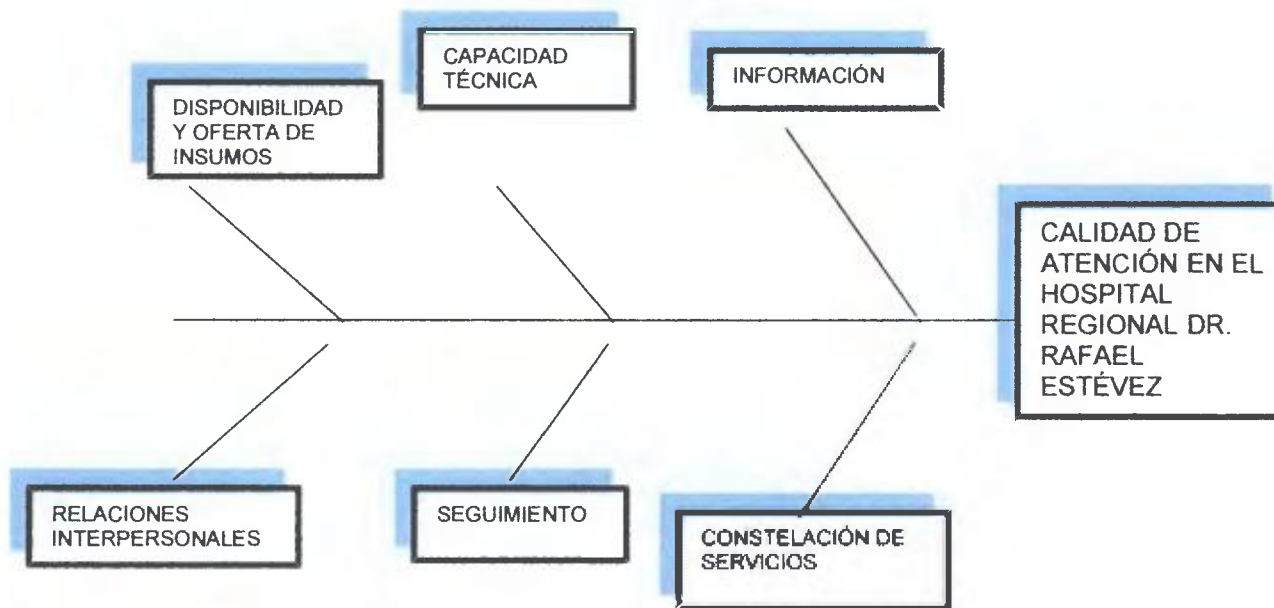 CAPACIDAD
TÉCNICA
INFORMACIÓN
DISPONIBILIDAD
Y OFERTA DE
INSUMOS
CALIDAD DE
ATENCIÓN EN EL
HOSPITAL
REGIONAL DR.
RAFAEL
ESTÉVEZ
RELACIONES
INTERPERSONALES
SEGUIMIENTO
CONSTELACIÓN DE
SERVICIOS